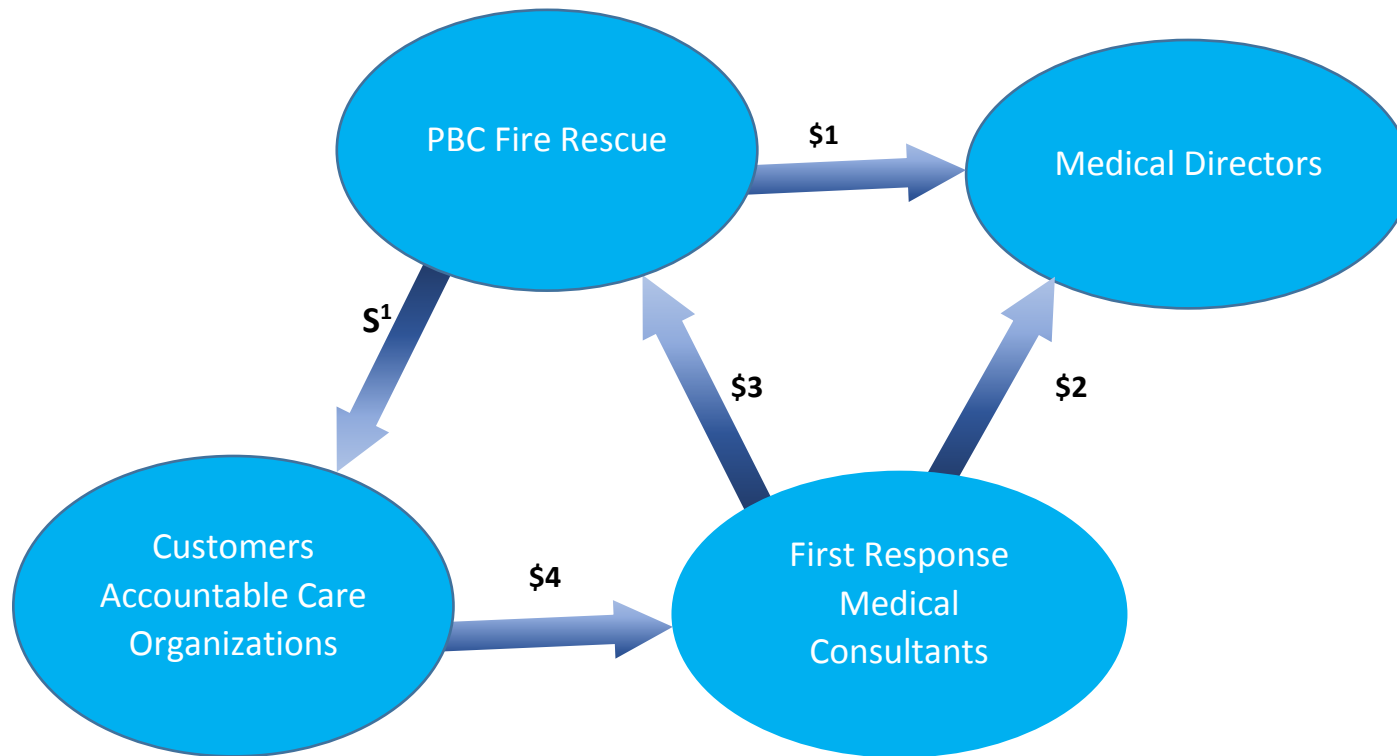 PBC Fire Rescue
$1
Medical Directors
S¹
$3
$2
Customers
Accountable Care
Organizations
$4
First Response
Medical
Consultants